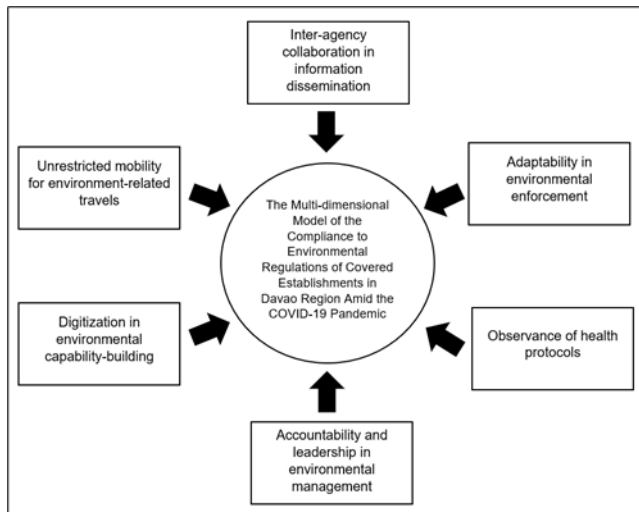 Inter-agency
collaboration in
information
dissemination
Unrestricted mobility
for environment-related
travels
Adaptability in
environmental
enforcement
The Multi-dimensional
Model of the
Compliance to
Environmental
Regulations of Covered
Establishments in
Davao Region Amid the
COVID-19 Pandemic
Digitization in
environmental
capability-building
Observance of health
protocols
Accountability and
leadership in
environmental
management